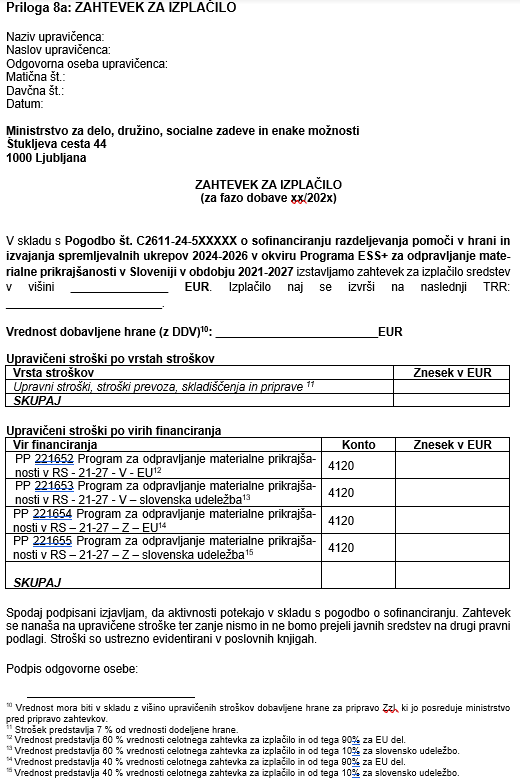 Priloga 8a: ZAHTEVEK ZA IZPLAČILO
Naziv upravičenca:
Naslov upravičenca:
Odgovorna oseba upravičenca:
Matična št.:
Davčna št.:
Datum:
Ministrstvo za delo, družino, socialne zadeve in enake možnosti
Štukljeva cesta 44
1000 Ljubljana
ZAHTEVEK ZA IZPLAČILO
(za fazo dobave xx/202x)
V skladu s Pogodbo št. C2611-24-5XXXXX o sofinanciranju razdeljevanja pomoči v hrani in
izvajanja spremljevalnih ukrepov 2024-2026 v okviru Programa ESS+ za odpravljanje mate-
rialne prikrajšanosti v Sloveniji v obdobju 2021-2027 izstavljamo zahtevek za izplačilo sredstev
v višini ________________ EUR. Izplačilo naj se izvrši na naslednji TRR:
__________________________.
Vrednost dobavljene hrane (z DDV)10: __________________________EUR
Upravičeni stroški po vrstah stroškov
Vrsta stroškov Znesek v EUR
Upravni stroški, stroški prevoza, skladiščenja in priprave 11
SKUPAJ
Upravičeni stroški po virih financiranja
Vir financiranja Konto Znesek v EUR
PP 221652 Program za odpravljanje materialne prikrajša-
nosti v RS - 21-27 - V - EU12 4120
PP 221653 Program za odpravljanje materialne prikrajša-
nosti v RS - 21-27 - V – slovenska udeležba13 4120
PP 221654 Program za odpravljanje materialne prikrajša-
nosti v RS – 21-27 – Z – EU14 4120
PP 221655 Program za odpravljanje materialne prikrajša-
nosti v RS – 21-27 – Z – slovenska udeležba15 4120
SKUPAJ
Spodaj podpisani izjavljam, da aktivnosti potekajo v skladu s pogodbo o sofinanciranju. Zahtevek
se nanaša na upravičene stroške ter zanje nismo in ne bomo prejeli javnih sredstev na drugi pravni
podlagi. Stroški so ustrezno evidentirani v poslovnih knjigah.
Podpis odgovorne osebe:
10 Vrednost mora biti v skladu z višino upravičenih stroškov dobavljene hrane za pripravo ZzI, ki jo posreduje ministrstvo
pred pripravo zahtevkov.
11 Strošek predstavlja 7 % od vrednosti dodeljene hrane.
12 Vrednost predstavlja 60 % vrednosti celotnega zahtevka za izplačilo in od tega 90% za EU del.
13 Vrednost predstavlja 60 % vrednosti celotnega zahtevka za izplačilo in od tega 10% za slovensko udeležbo.
14 Vrednost predstavlja 40 % vrednosti celotnega zahtevka za izplačilo in od tega 90% za EU del.
15 Vrednost predstavlja 40 % vrednosti celotnega zahtevka za izplačilo in od tega 10% za slovensko udeležbo.